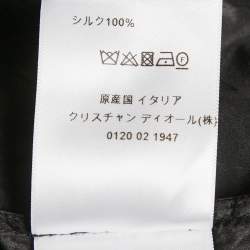 シルク100%
原産国 イタリア
クリスチャン ディオール(株)
0120 02 1947